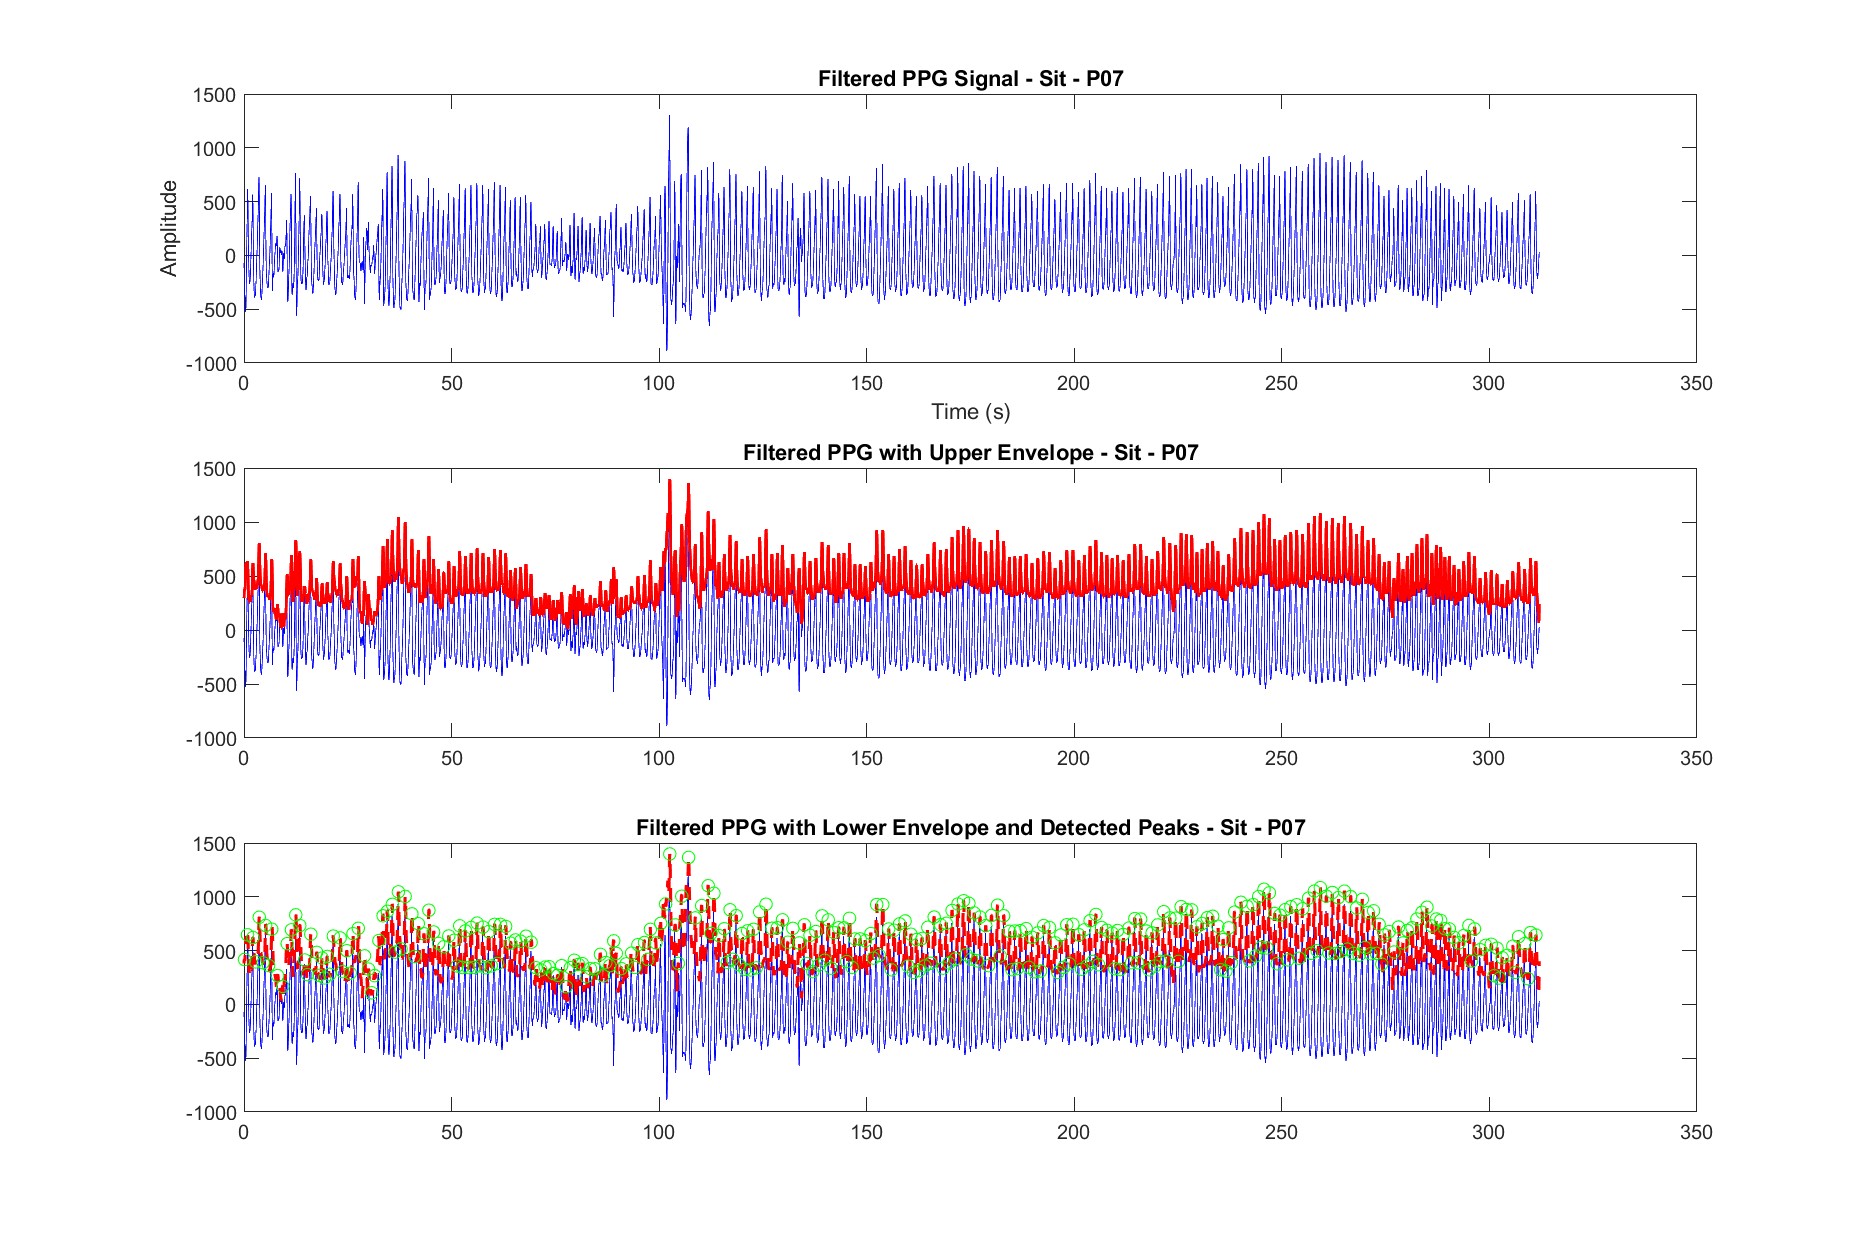 Filtered PPG Signal - Sit - P07
1500
1000
500
0
-500
-1000
Amplitude
0 50 100 150 200 250 300 350
Time (s)
Filtered PPG with Upper Envelope - Sit - P07
1500
1000
500
0
-500
-1000
0 50 100 150 200 250 300 350
Filtered PPG with Lower Envelope and Detected Peaks - Sit - P07
1500
1000
500
0
-500
-1000
0 50 100 150 200 250 300 350